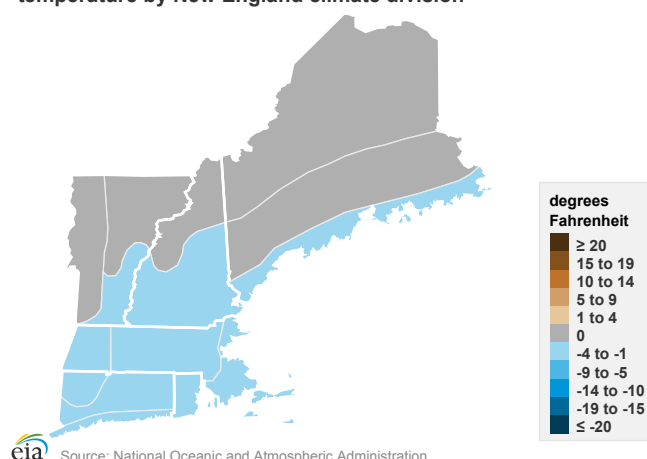 temperature by New England climate division
degrees
Fahrenheit
≥ 20
15 to 19
10 to 14
5 to 9
1 to 4
0
-4 to -1
-9 to -5
-14 to -10
-19 to -15
≤ -20
eia
Source: National Oceanic and Atmospheric Administration